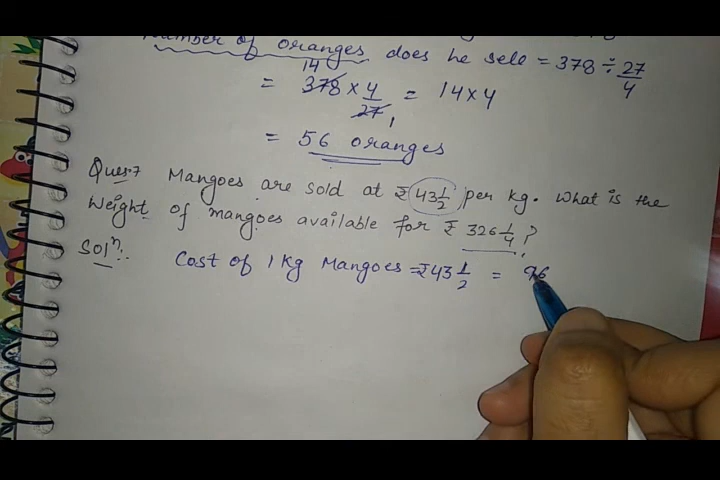 Number of oranges does he sell = 378 ÷ 27/4
= 14 378 × 4/27 1 = 14 × 4
= 56 oranges
Ques.7 Mangoes are sold at ₹ 43 1/2 per kg. What is the
Weight of mangoes available for ₹ 326 1/4 ?
Solⁿ:. Cost of 1 Kg Mangoes = ₹ 43 1/2 =